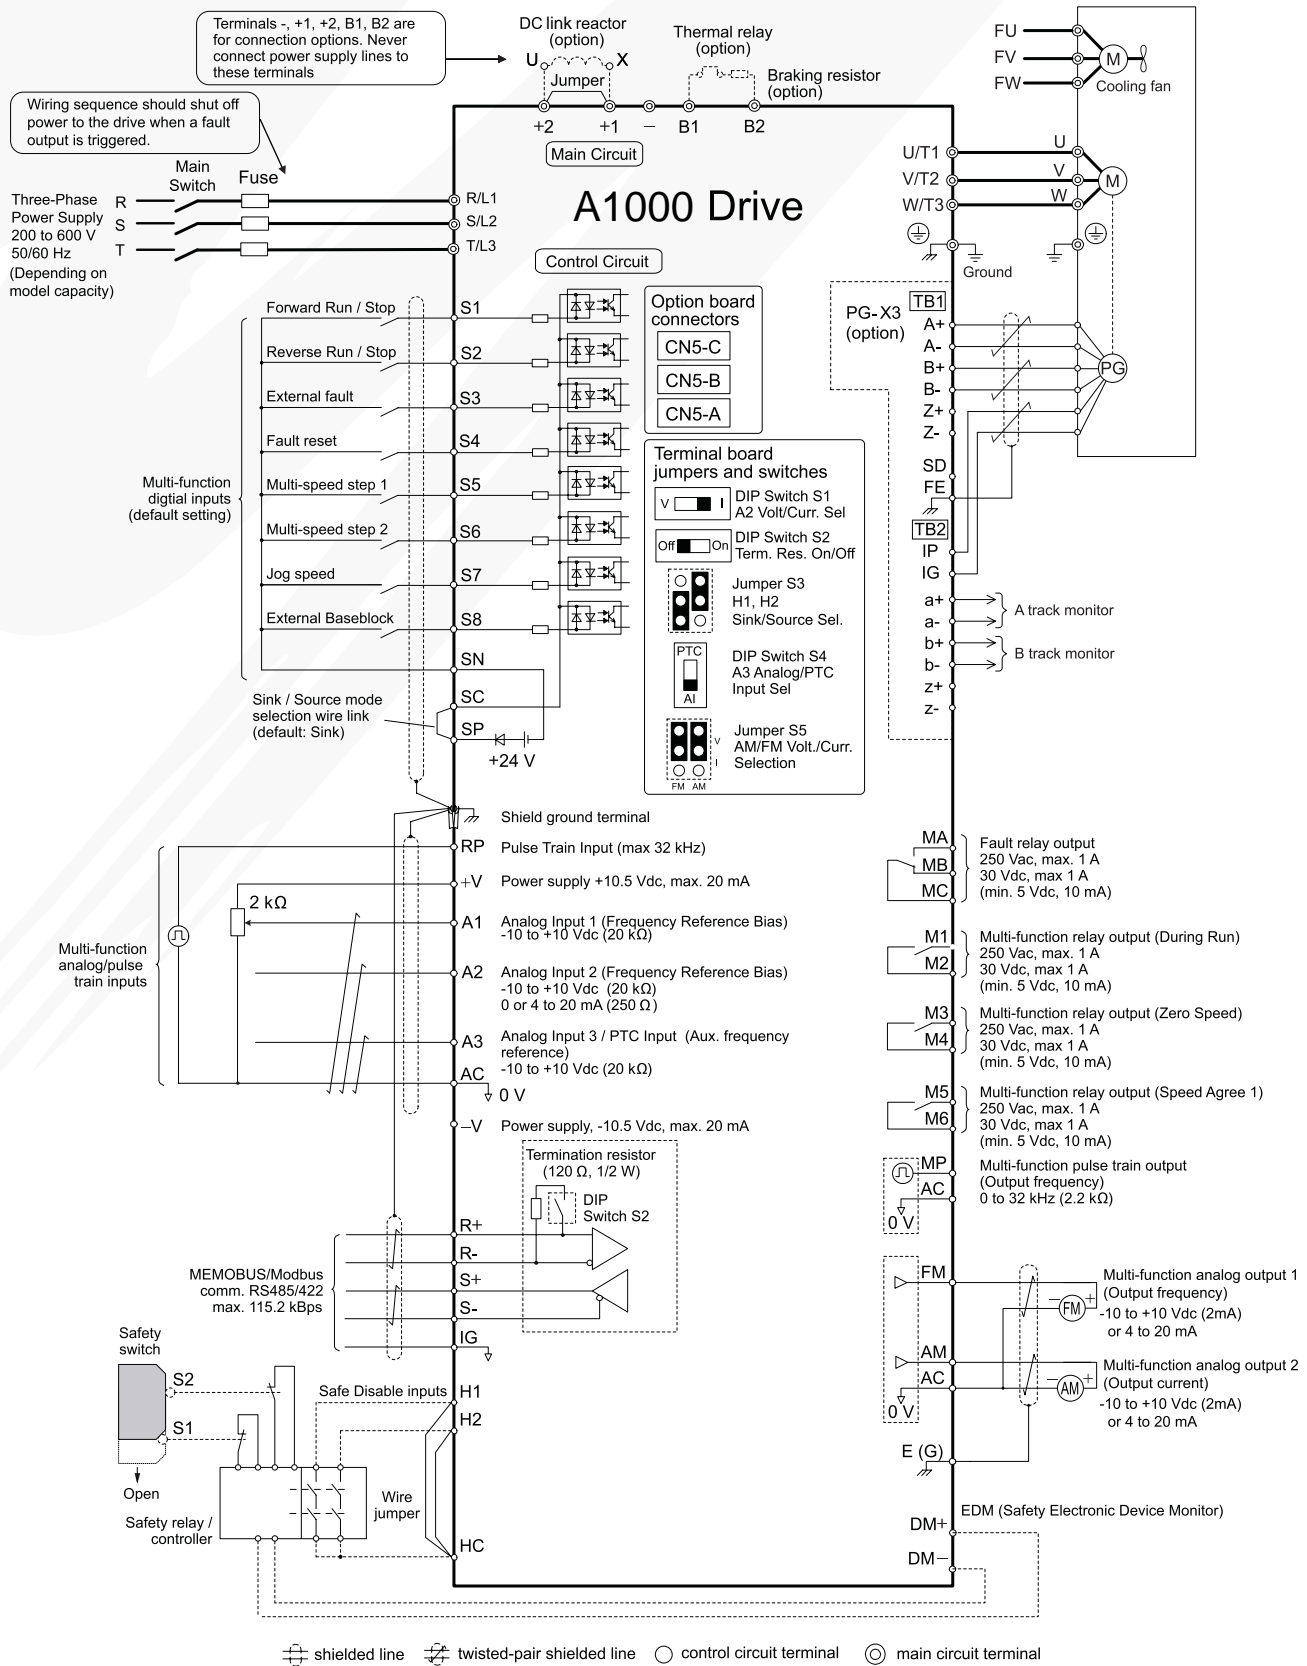 Terminals -, +1, +2, B1, B2 are
for connection options. Never
connect power supply lines to
these terminals
DC link reactor
(option)
U
X
Jumper
Thermal relay
(option)
Braking resistor
(option)
FU
FV
FW
M
Cooling fan
Wiring sequence should shut off
power to the drive when a fault
output is triggered.
+2
+1
–
B1
B2
Main Circuit
Main
Switch
Fuse
Three-Phase
Power Supply
200 to 600 V
50/60 Hz
(Depending on
model capacity)
R
S
T
R/L1
S/L2
T/L3
A1000 Drive
U/T1
V/T2
W/T3
U
V
W
M
Ground
Control Circuit
Forward Run / Stop
S1
Reverse Run / Stop
S2
External fault
S3
Fault reset
S4
Multi-speed step 1
S5
Multi-speed step 2
S6
Jog speed
S7
External Baseblock
S8
Multi-function
digtial inputs
(default setting)
SN
SC
SP
+24 V
Sink / Source mode
selection wire link
(default: Sink)
Option board
connectors
CN5-C
CN5-B
CN5-A
Terminal board
jumpers and switches
V
I
DIP Switch S1
A2 Volt/Curr. Sel
Off
On
DIP Switch S2
Term. Res. On/Off
Jumper S3
H1, H2
Sink/Source Sel.
PTC
AI
DIP Switch S4
A3 Analog/PTC
Input Sel
V
I
FM
AM
Jumper S5
AM/FM Volt./Curr.
Selection
PG-X3
(option)
TB1
A+
A-
B+
B-
Z+
Z-
SD
FE
PG
TB2
IP
IG
a+
a-
b+
b-
z+
z-
A track monitor
B track monitor
Shield ground terminal
RP
Pulse Train Input (max 32 kHz)
+V
Power supply +10.5 Vdc, max. 20 mA
2 kΩ
A1
Analog Input 1 (Frequency Reference Bias)
-10 to +10 Vdc (20 kΩ)
A2
Analog Input 2 (Frequency Reference Bias)
-10 to +10 Vdc (20 kΩ)
0 or 4 to 20 mA (250 Ω)
A3
Analog Input 3 / PTC Input (Aux. frequency
reference)
-10 to +10 Vdc (20 kΩ)
AC
0 V
–V
Power supply, -10.5 Vdc, max. 20 mA
Multi-function
analog/pulse
train inputs
MA
MB
MC
Fault relay output
250 Vac, max. 1 A
30 Vdc, max 1 A
(min. 5 Vdc, 10 mA)
M1
M2
Multi-function relay output (During Run)
250 Vac, max. 1 A
30 Vdc, max 1 A
(min. 5 Vdc, 10 mA)
M3
M4
Multi-function relay output (Zero Speed)
250 Vac, max. 1 A
30 Vdc, max 1 A
(min. 5 Vdc, 10 mA)
M5
M6
Multi-function relay output (Speed Agree 1)
250 Vac, max. 1 A
30 Vdc, max 1 A
(min. 5 Vdc, 10 mA)
MP
AC
0 V
Multi-function pulse train output
(Output frequency)
0 to 32 kHz (2.2 kΩ)
Termination resistor
(120 Ω, 1/2 W)
DIP
Switch S2
R+
R-
S+
S-
IG
MEMOBUS/Modbus
comm. RS485/422
max. 115.2 kBps
FM
–
+
FM
Multi-function analog output 1
(Output frequency)
-10 to +10 Vdc (2mA)
or 4 to 20 mA
AM
AC
0 V
–
+
AM
Multi-function analog output 2
(Output current)
-10 to +10 Vdc (2mA)
or 4 to 20 mA
E (G)
Safety
switch
S2
S1
Open
Safety relay /
controller
Safe Disable inputs
H1
H2
Wire
jumper
HC
EDM (Safety Electronic Device Monitor)
DM+
DM–
shielded line
twisted-pair shielded line
control circuit terminal
main circuit terminal